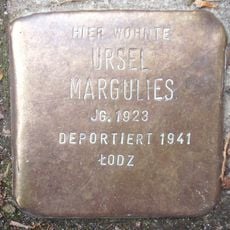 HIER WOHNTE
URSEL
MARGULIES
JG. 1923
DEPORTIERT 1941
ŁODZ